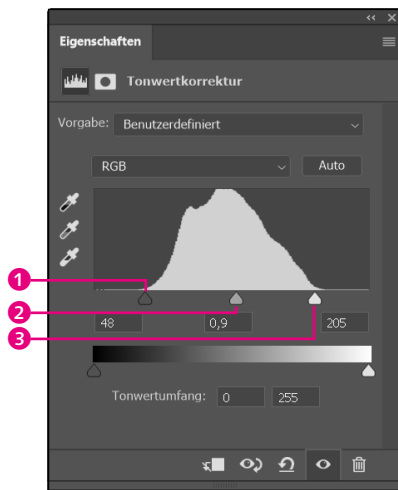 Eigenschaften
Tonwertkorrektur
Vorgabe: Benutzerdefiniert
RGB Auto
1
2
3
48 0,9 205
Tonwertumfang: 0 255